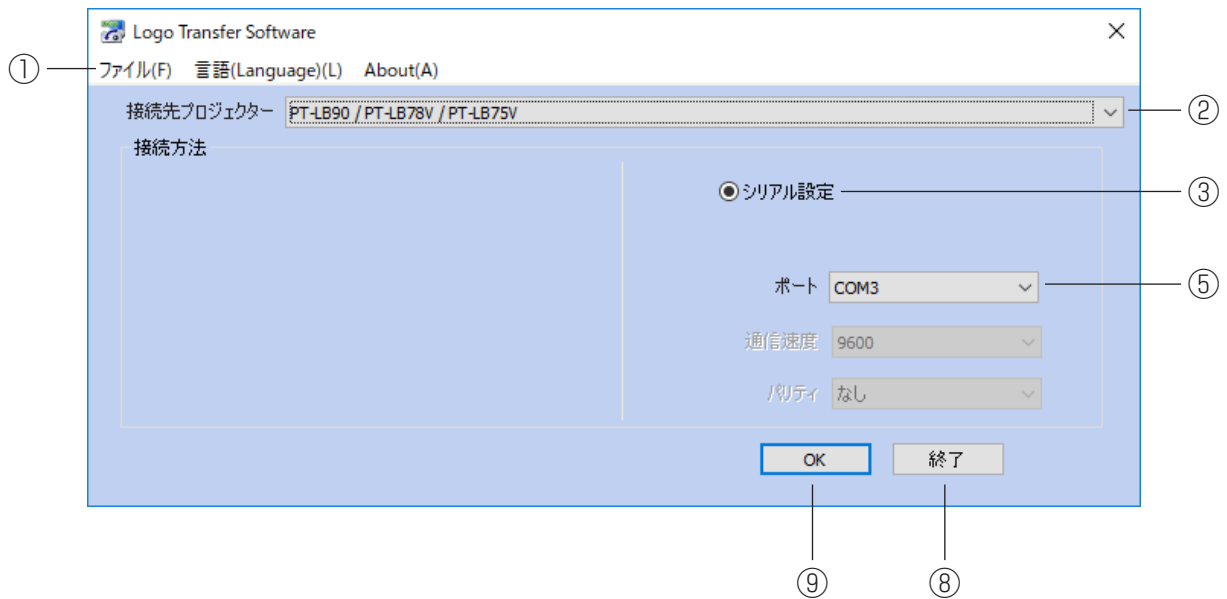 Logo Transfer Software
① ファイル(F) 言語(Language)(L) About(A)
接続先プロジェクター PT-LB90 / PT-LB78V / PT-LB75V ②
接続方法
シリアル設定 ③
ポート COM3 ⑤
通信速度 9600
パリティ なし
OK 終了
⑨ ⑧